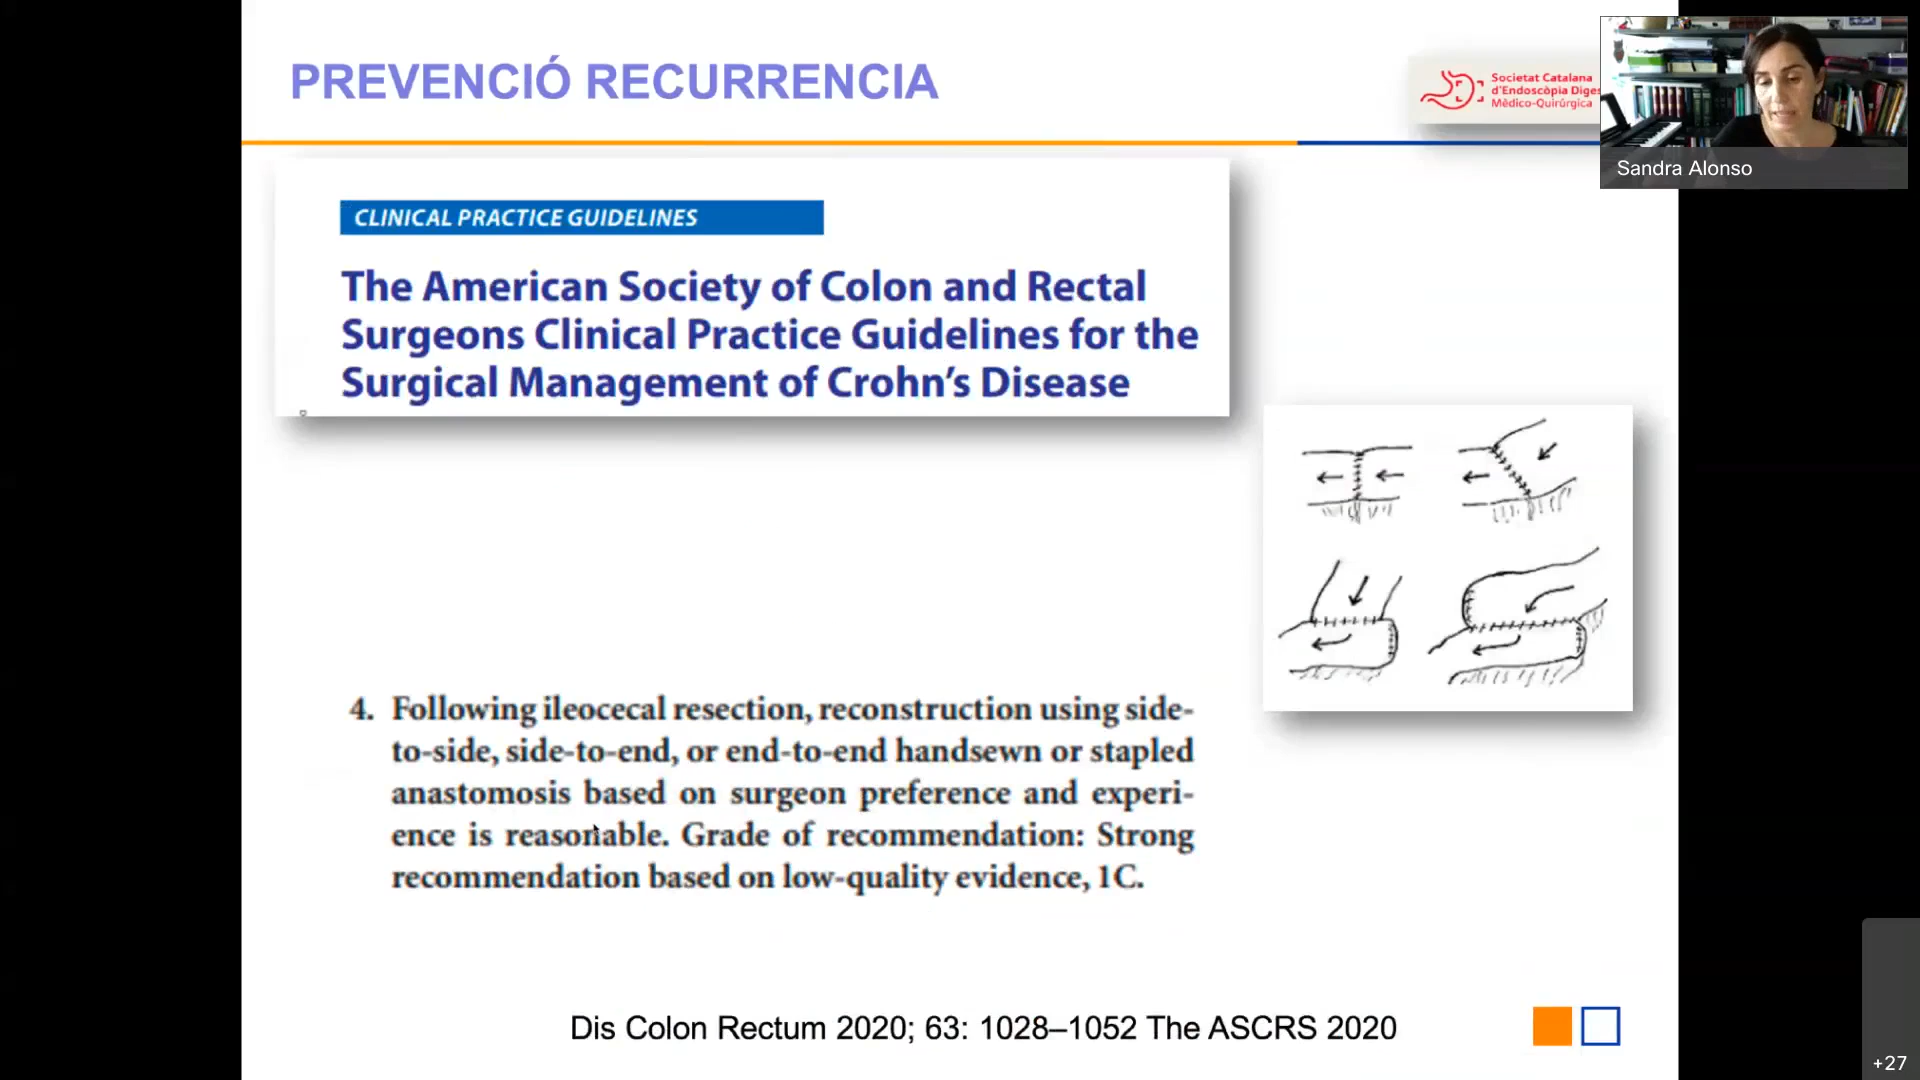 PREVENCIÓ RECURRENCIA
Societat Catalana
d'Endoscòpia Diges
Mèdico-Quirúrgica
Sandra Alonso
CLINICAL PRACTICE GUIDELINES
The American Society of Colon and Rectal
Surgeons Clinical Practice Guidelines for the
Surgical Management of Crohn's Disease
4. Following ileocecal resection, reconstruction using side-
to-side, side-to-end, or end-to-end handsewn or stapled
anastomosis based on surgeon preference and experi-
ence is reasonable. Grade of recommendation: Strong
recommendation based on low-quality evidence, 1C.
Dis Colon Rectum 2020; 63: 1028–1052 The ASCRS 2020
+27